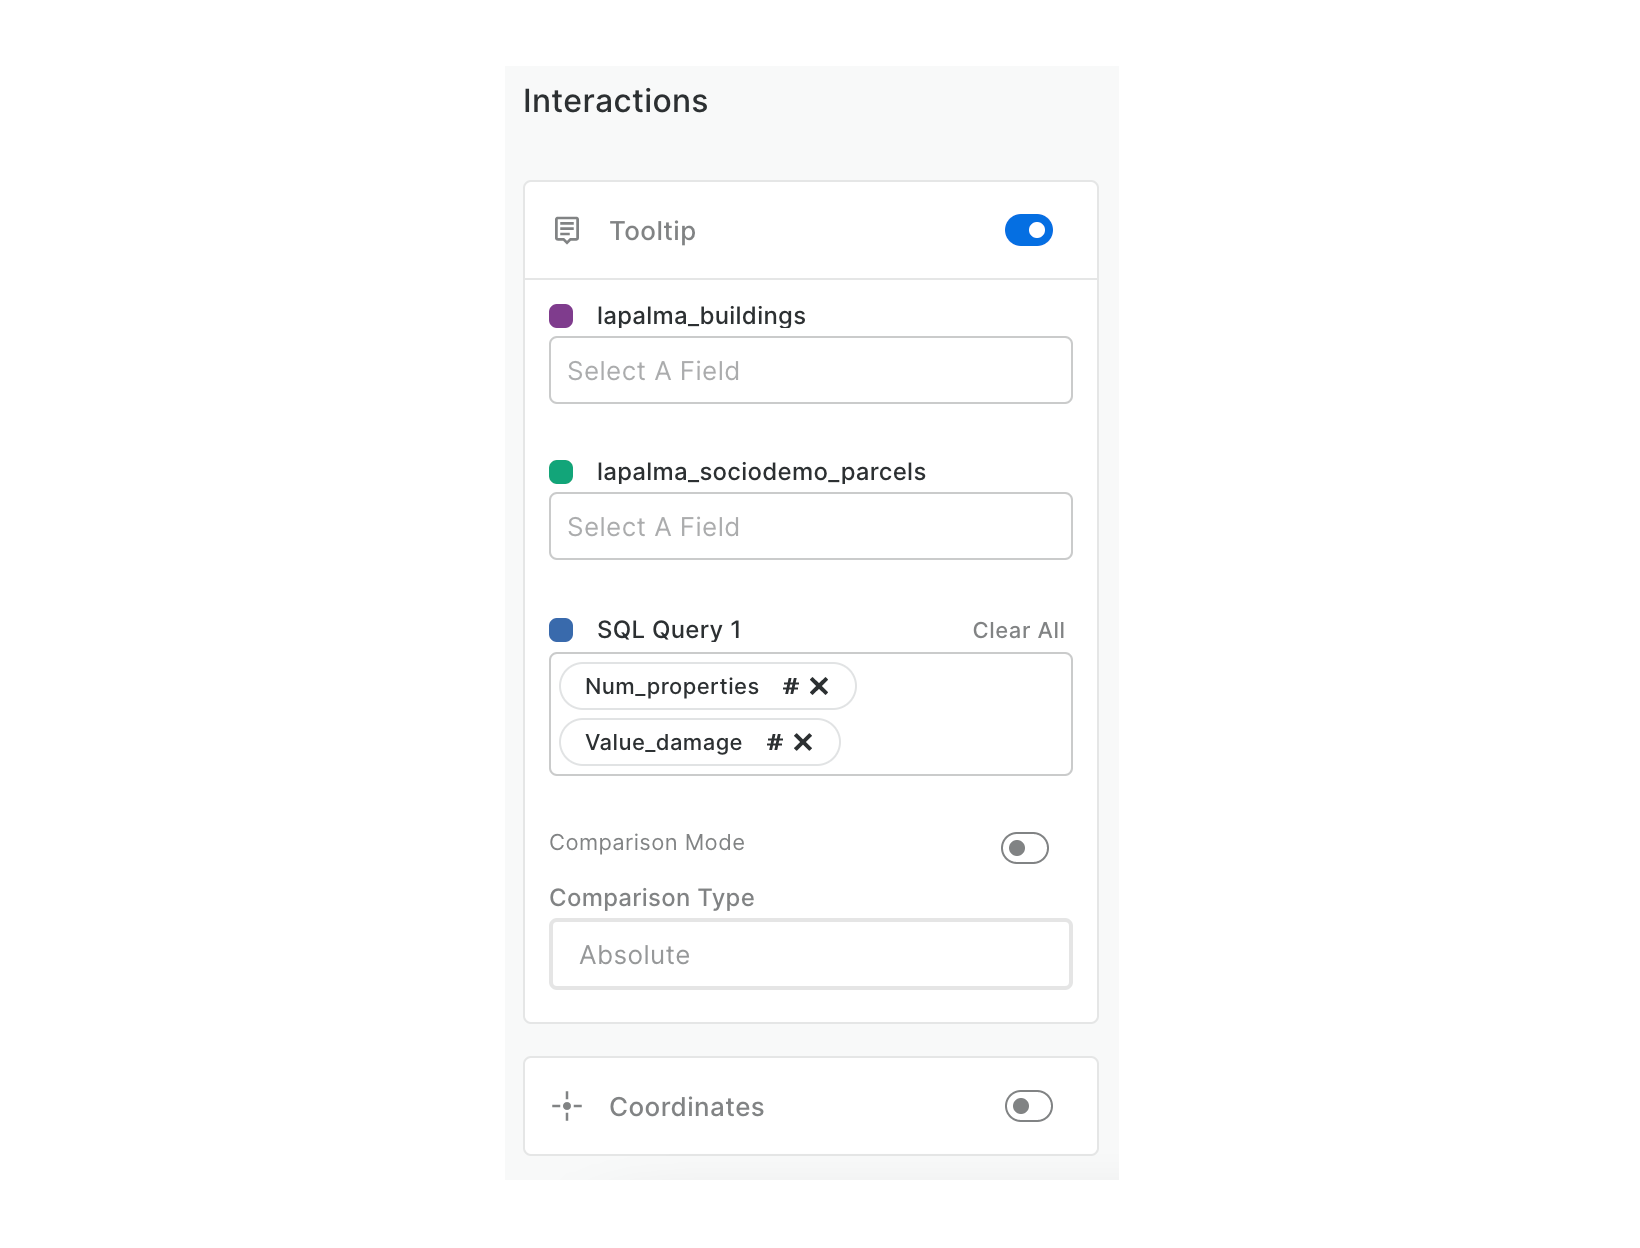 Interactions
Tooltip
lapalma_buildings
Select A Field
lapalma_sociodemo_parcels
Select A Field
SQL Query 1 Clear All
Num_properties #
Value_damage #
Comparison Mode
Comparison Type
Absolute
Coordinates